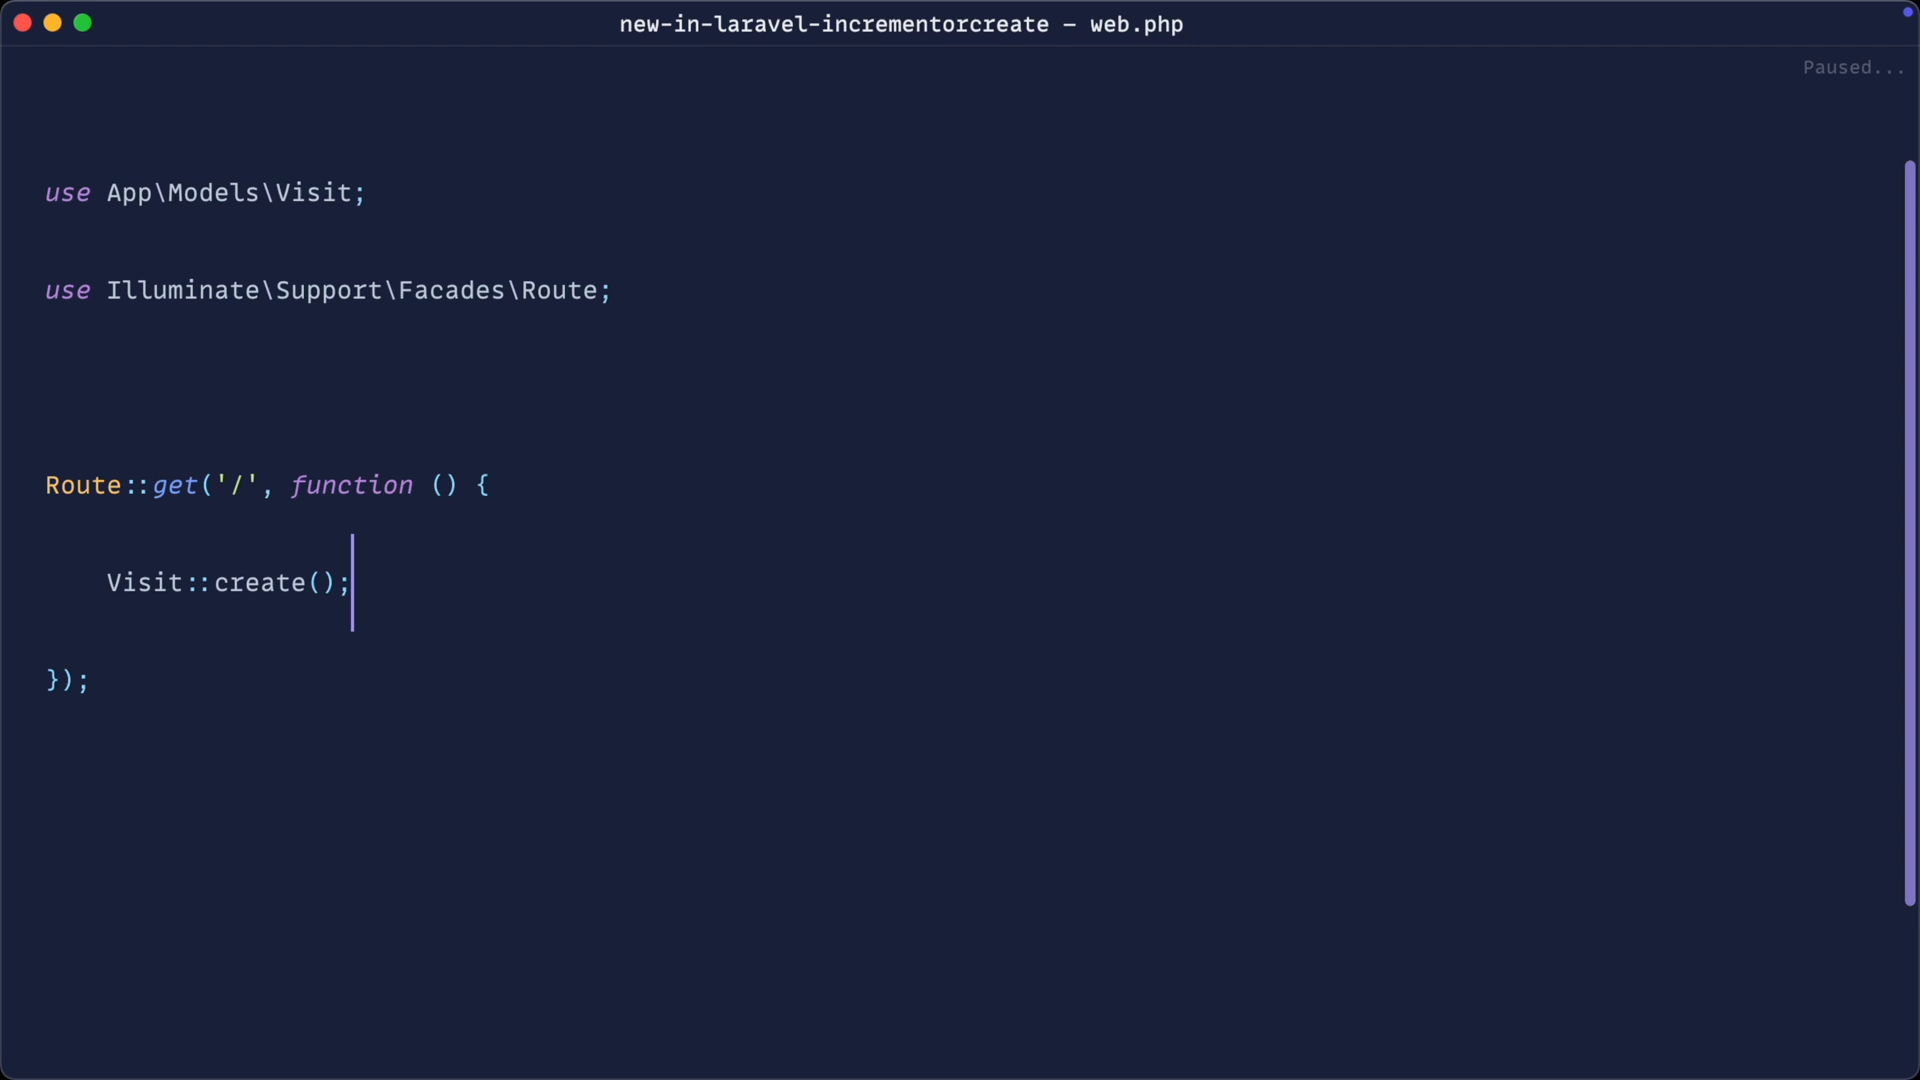 new-in-laravel-incrementorcreate — web.php
Paused...
use App\Models\Visit;
use Illuminate\Support\Facades\Route;
Route::get('/', function () {
    Visit::create();
});